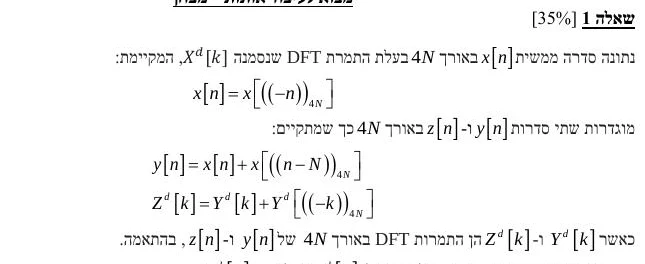 שאלה 1 [35%]
נתונה סדרה ממשית x[n] באורך 4N בעלת התמרת DFT שנסמנה X^d[k], המקיימת:
x[n] = x[((-n))_{4N}]
מוגדרות שתי סדרות y[n] ו-z[n] באורך 4N כך שמתקיים:
y[n] = x[n] + x[((n-N))_{4N}]
Z^d[k] = Y^d[k] + Y^d[((-k))_{4N}]
כאשר Y^d[k] ו-Z^d[k] הן התמרות DFT באורך 4N של y[n] ו-z[n], בהתאמה.